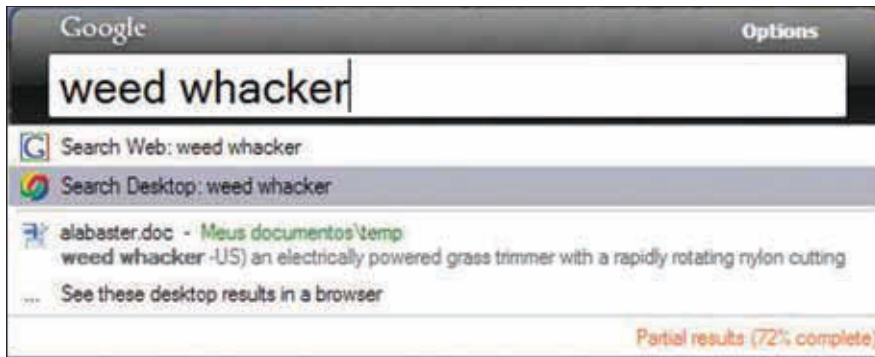 Google
Options
weed whacker
Search Web: weed whacker
Search Desktop: weed whacker
alabaster.doc - Meus documentos\temp
weed whacker -US) an electrically powered grass trimmer with a rapidly rotating nylon cutting
... See these desktop results in a browser
Partial results (72% complete)